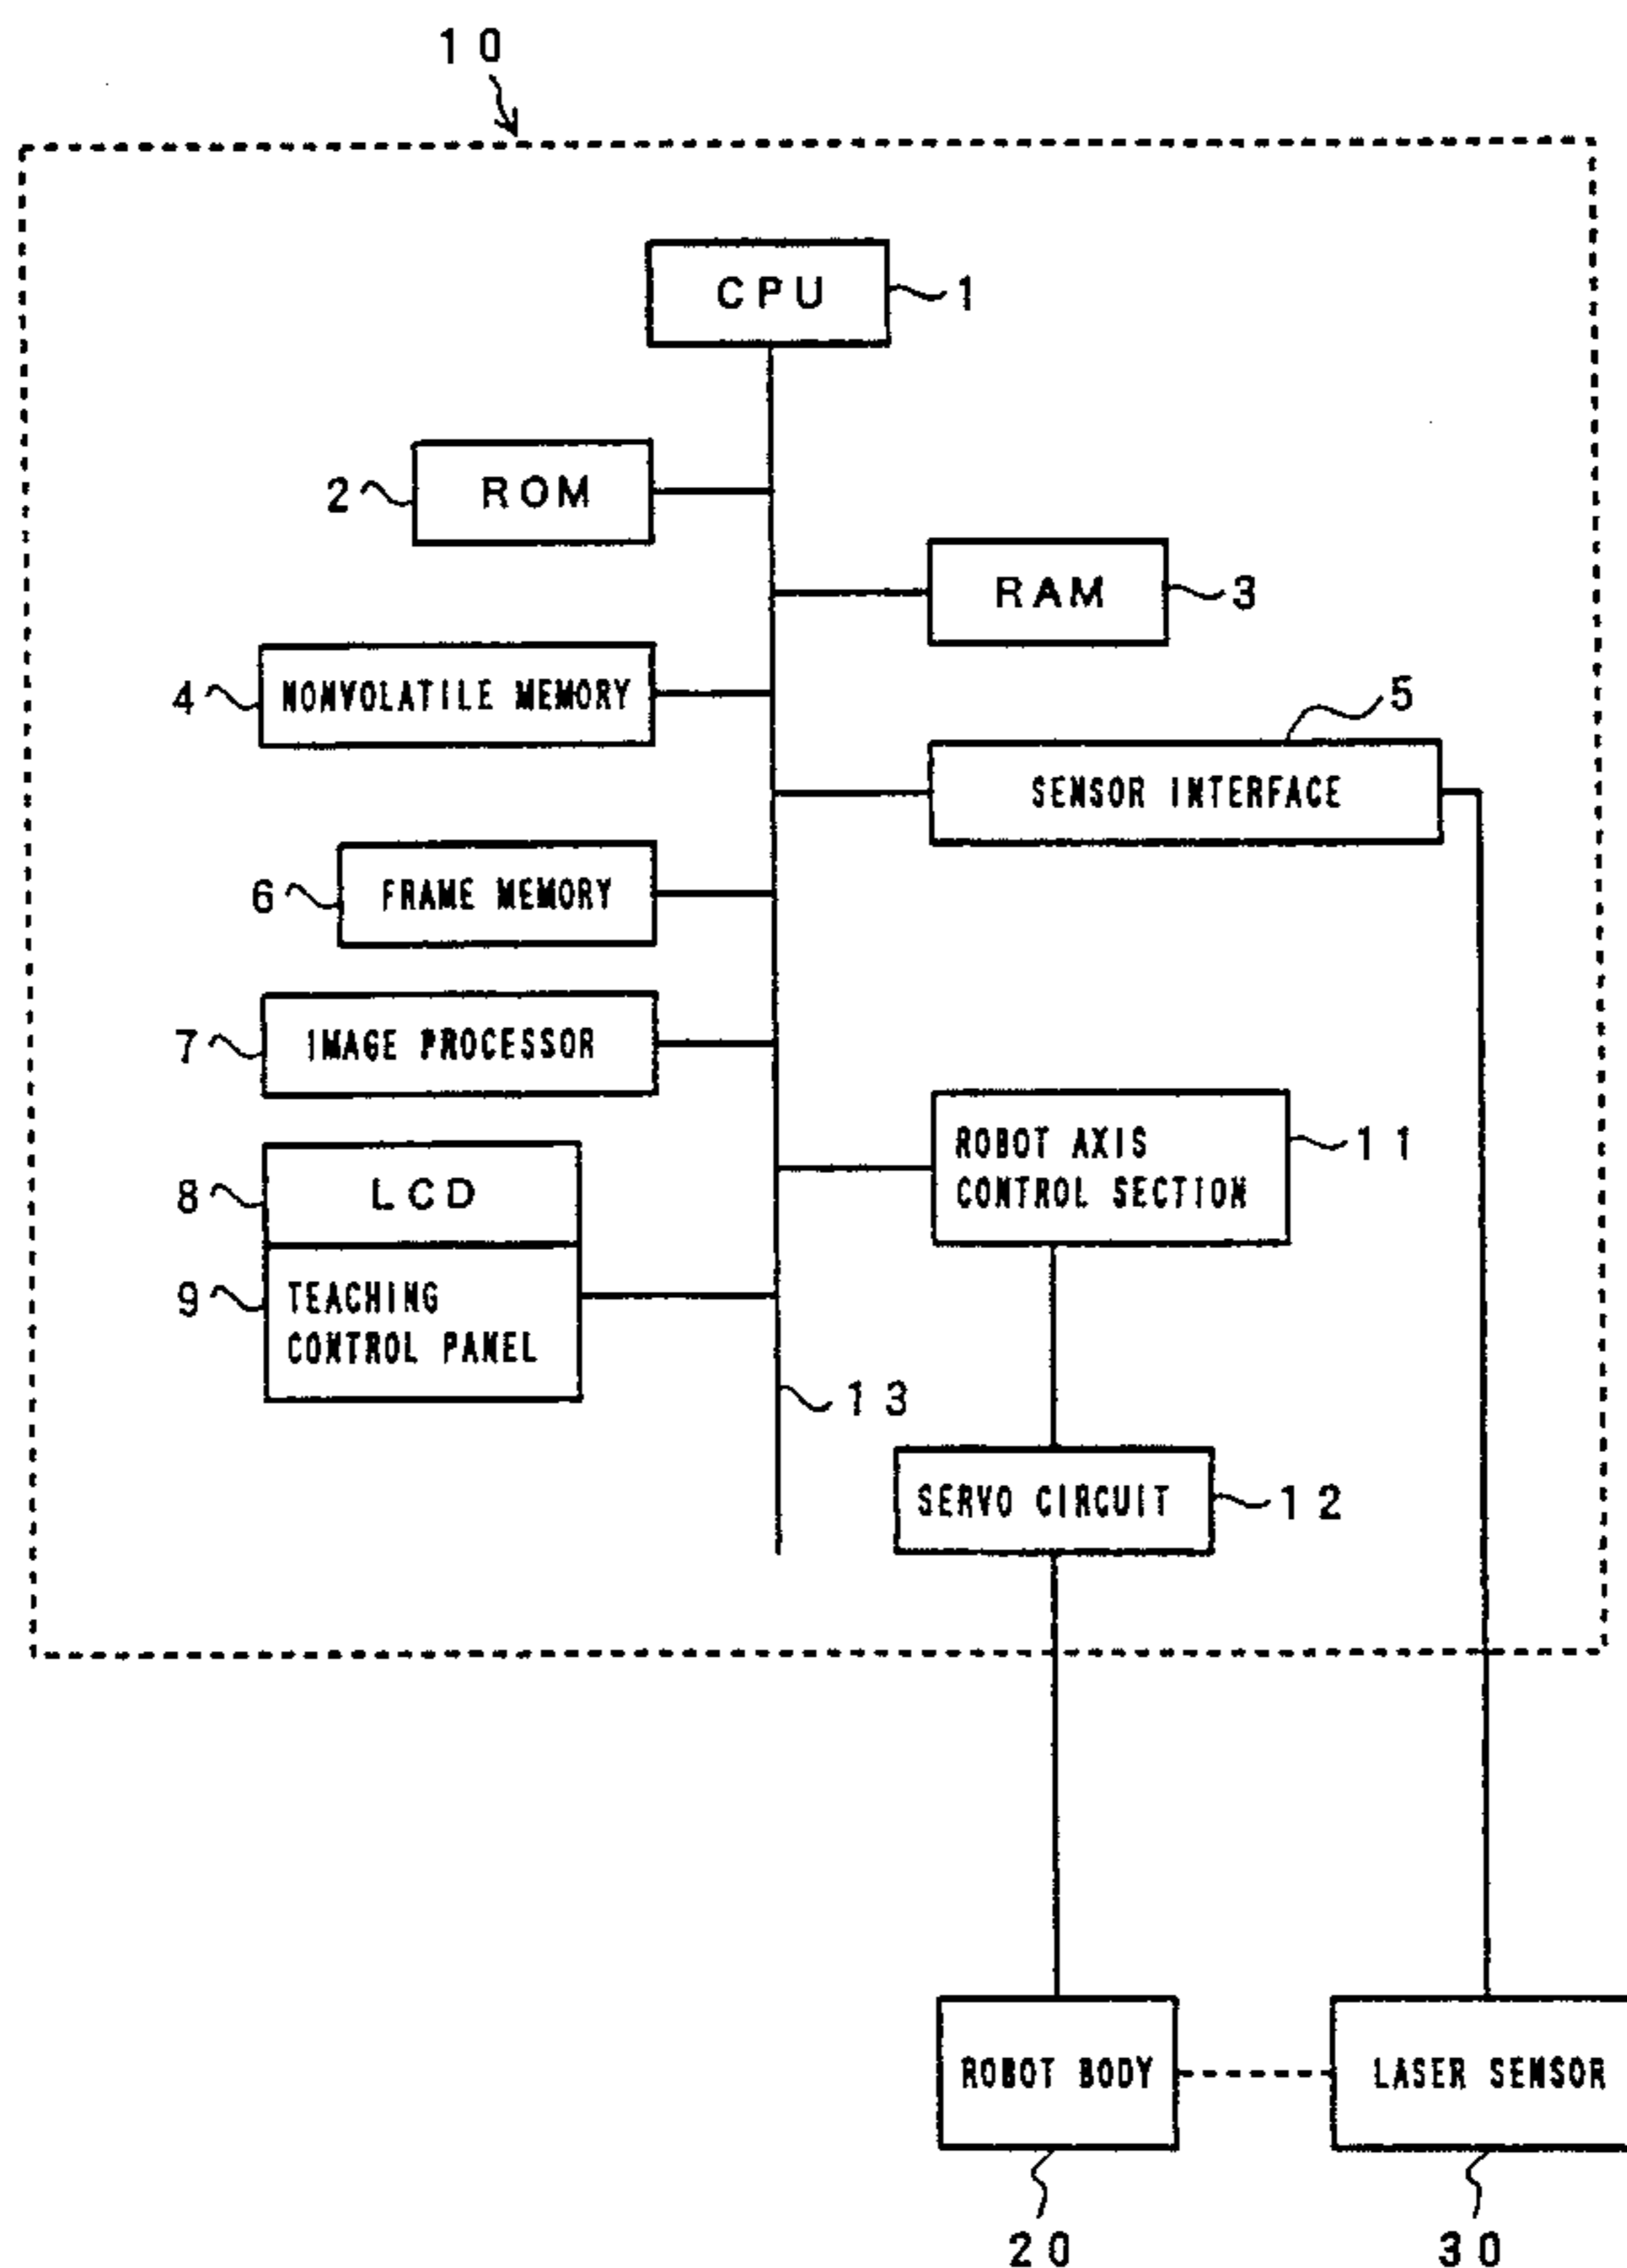 10
CPU
1
ROM
2
RAM
3
NONVOLATILE MEMORY
4
5
SENSOR INTERFACE
FRAME MEMORY
6
IMAGE PROCESSOR
7
ROBOT AXIS
CONTROL SECTION
11
LCD
8
TEACHING
CONTROL PANEL
9
13
SERVO CIRCUIT
12
ROBOT BODY
LASER SENSOR
20
30